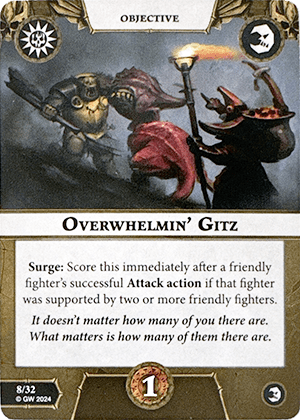 OBJECTIVE
OVERWHELMIN' GITZ
Surge: Score this immediately after a friendly
fighter's successful Attack action if that fighter
was supported by two or more friendly fighters.
It doesn't matter how many of you there are.
What matters is how many of them there are.
8/32
© GW 2024
1